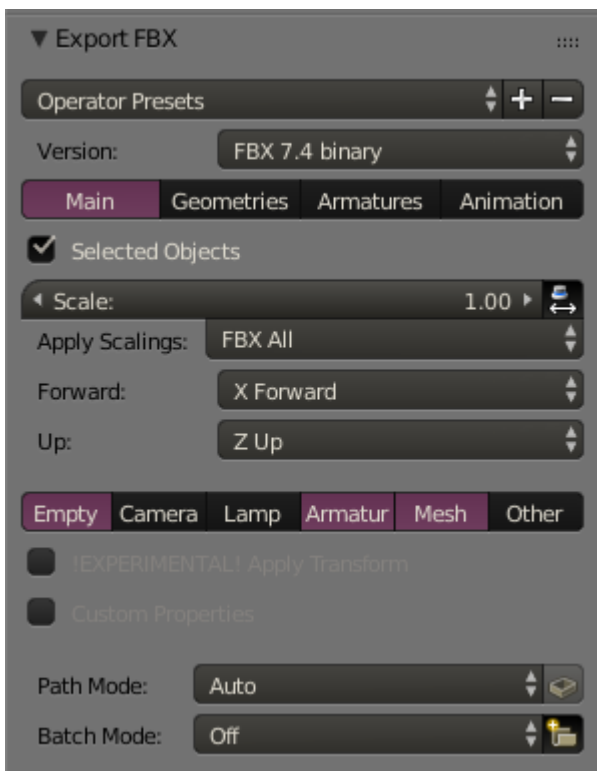 Export FBX
Operator Presets
Version: FBX 7.4 binary
Main Geometries Armatures Animation
Selected Objects
Scale: 1.00
Apply Scalings: FBX All
Forward: X Forward
Up: Z Up
Empty Camera Lamp Armatur Mesh Other
!EXPERIMENTAL! Apply Transform
Custom Properties
Path Mode: Auto
Batch Mode: Off